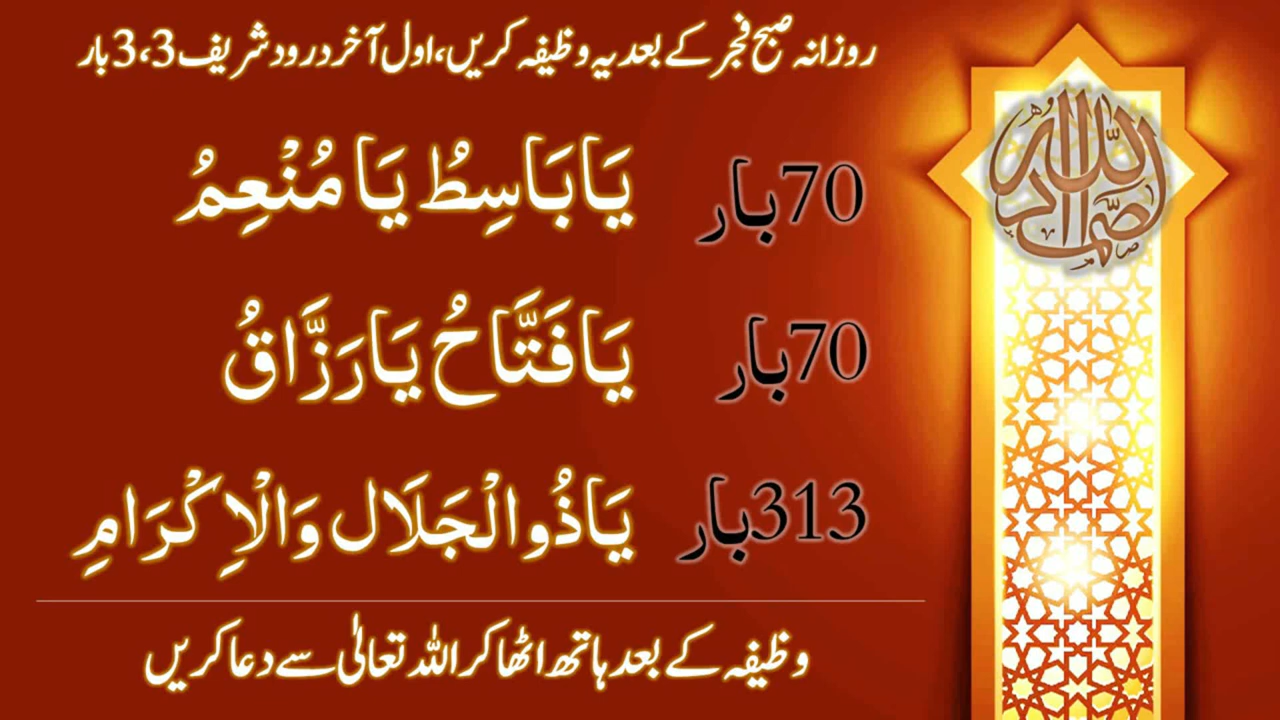 روزانہ صبح فجر کے بعد یہ وظیفہ کریں، اول آخر درود شریف 3،3 بار
70 بار يَا بَاسِطُ يَا مُنْعِمُ
70 بار يَا فَتَّاحُ يَا رَزَّاقُ
313 بار يَا ذُوالْجَلَال وَالْاِكْرَامِ
وظیفہ کے بعد ہاتھ اٹھا کر اللہ تعالیٰ سے دعا کریں
الله الصمد